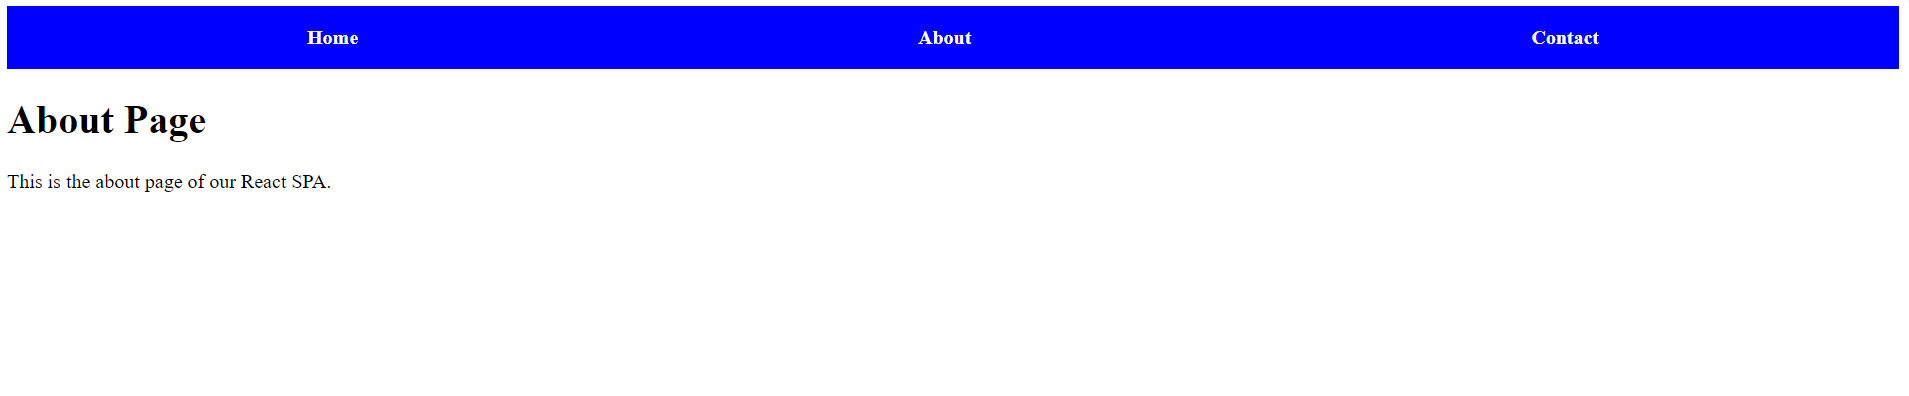 Home About Contact
About Page
This is the about page of our React SPA.